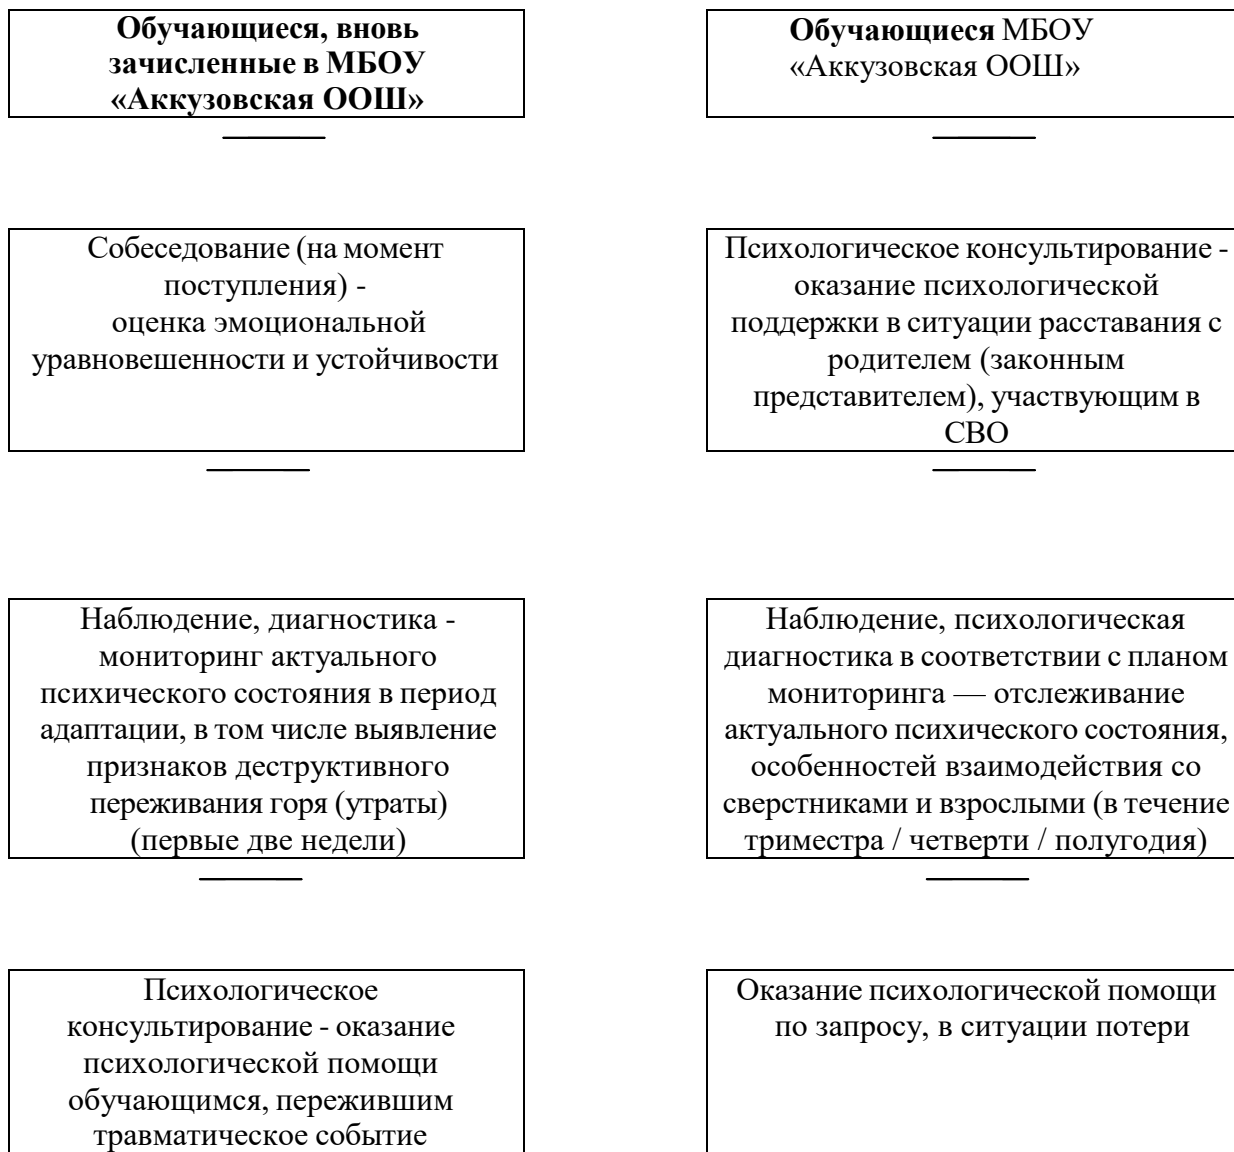 Обучающиеся, вновь
зачисленные в МБОУ
«Аккузовская ООШ»
Обучающиеся МБОУ
«Аккузовская ООШ»
Собеседование (на момент
поступления) -
оценка эмоциональной
уравновешенности и устойчивости
Психологическое консультирование -
оказание психологической
поддержки в ситуации расставания с
родителем (законным
представителем), участвующим в
СВО
Наблюдение, диагностика -
мониторинг актуального
психического состояния в период
адаптации, в том числе выявление
признаков деструктивного
переживания горя (утраты)
(первые две недели)
Наблюдение, психологическая
диагностика в соответствии с планом
мониторинга — отслеживание
актуального психического состояния,
особенностей взаимодействия со
сверстниками и взрослыми (в течение
триместра / четверти / полугодия)
Психологическое
консультирование - оказание
психологической помощи
обучающимся, пережившим
травматическое событие
Оказание психологической помощи
по запросу, в ситуации потери